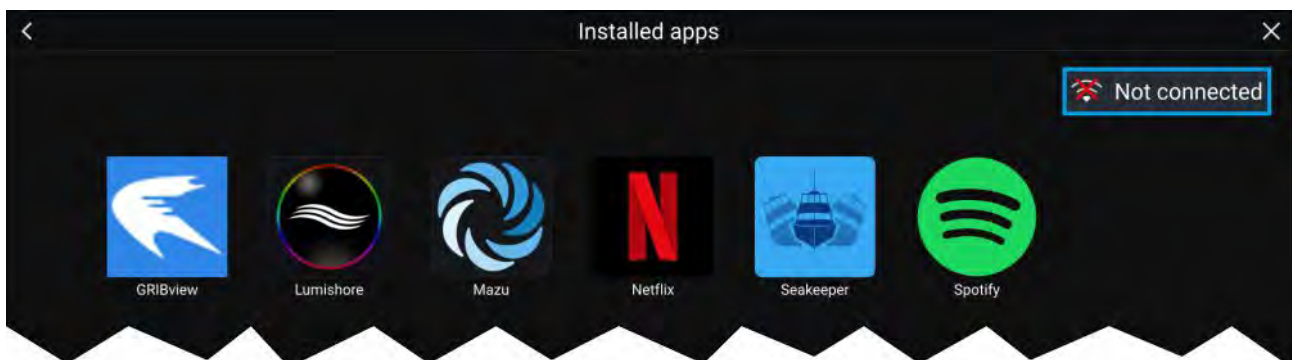 Installed apps
Not connected
GRIBview
Lumishore
Mazu
Netflix
Seakeeper
Spotify